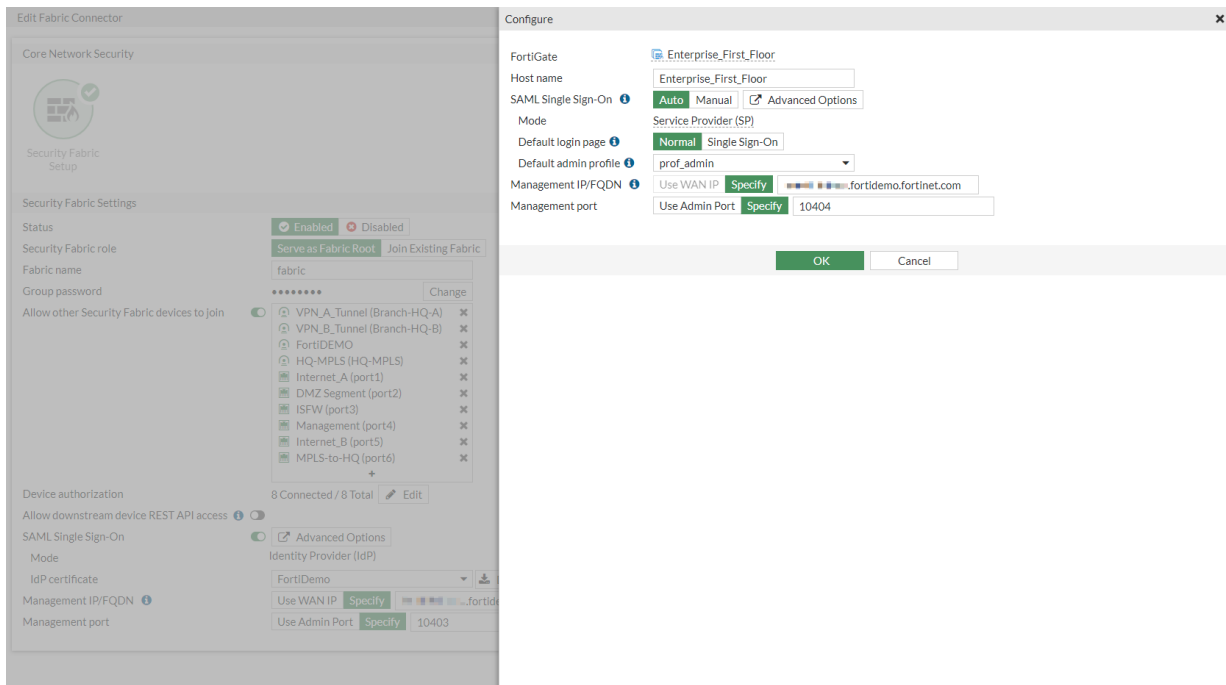 Edit Fabric Connector
Core Network Security
Security Fabric
Setup
Security Fabric Settings
Status Enabled Disabled
Security Fabric role Serve as Fabric Root Join Existing Fabric
Fabric name fabric
Group password •••••••• Change
Allow other Security Fabric devices to join VPN_A_Tunnel (Branch-HQ-A)
VPN_B_Tunnel (Branch-HQ-B)
FortiDEMO
HQ-MPLS (HQ-MPLS)
Internet_A (port1)
DMZ Segment (port2)
ISFW (port3)
Management (port4)
Internet_B (port5)
MPLS-to-HQ (port6)
+
Device authorization 8 Connected / 8 Total Edit
Allow downstream device REST API access
SAML Single Sign-On Advanced Options
Mode Identity Provider (IdP)
IdP certificate FortiDemo
Management IP/FQDN Use WAN IP Specify ...fortide
Management port Use Admin Port Specify 10403
Configure
FortiGate Enterprise_First_Floor
Host name Enterprise_First_Floor
SAML Single Sign-On Auto Manual Advanced Options
Mode Service Provider (SP)
Default login page Normal Single Sign-On
Default admin profile prof_admin
Management IP/FQDN Use WAN IP Specify .fortidemo.fortinet.com
Management port Use Admin Port Specify 10404
OK Cancel